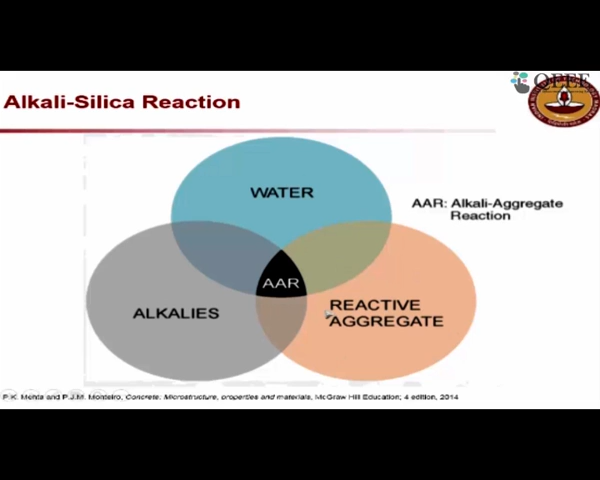 Alkali-Silica Reaction
WATER
AAR: Alkali-Aggregate
Reaction
AAR
ALKALIES
REACTIVE
AGGREGATE
P.K. Mehta and P.J.M. Monteiro, Concrete: Microstructure, properties and materials, McGraw Hill Education; 4 edition, 2014